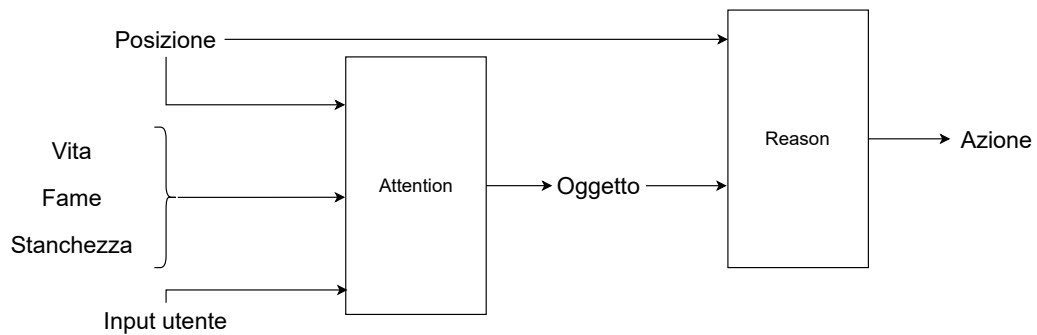 Posizione
Vita
Fame
Stanchezza
Input utente
Attention
Oggetto
Reason
Azione